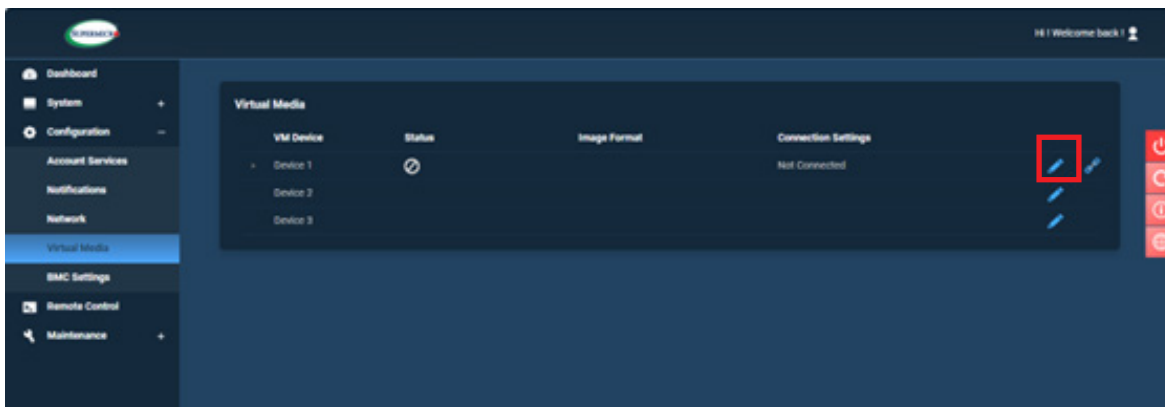 SUPERMICR
Hi ! Welcome back !
Dashboard
System +
Configuration −
Account Services
Notifications
Network
Virtual Media
BMC Settings
Remote Control
Maintenance +
Virtual Media
VM Device Status Image Format Connection Settings
Device 1 Not Connected
Device 2
Device 3